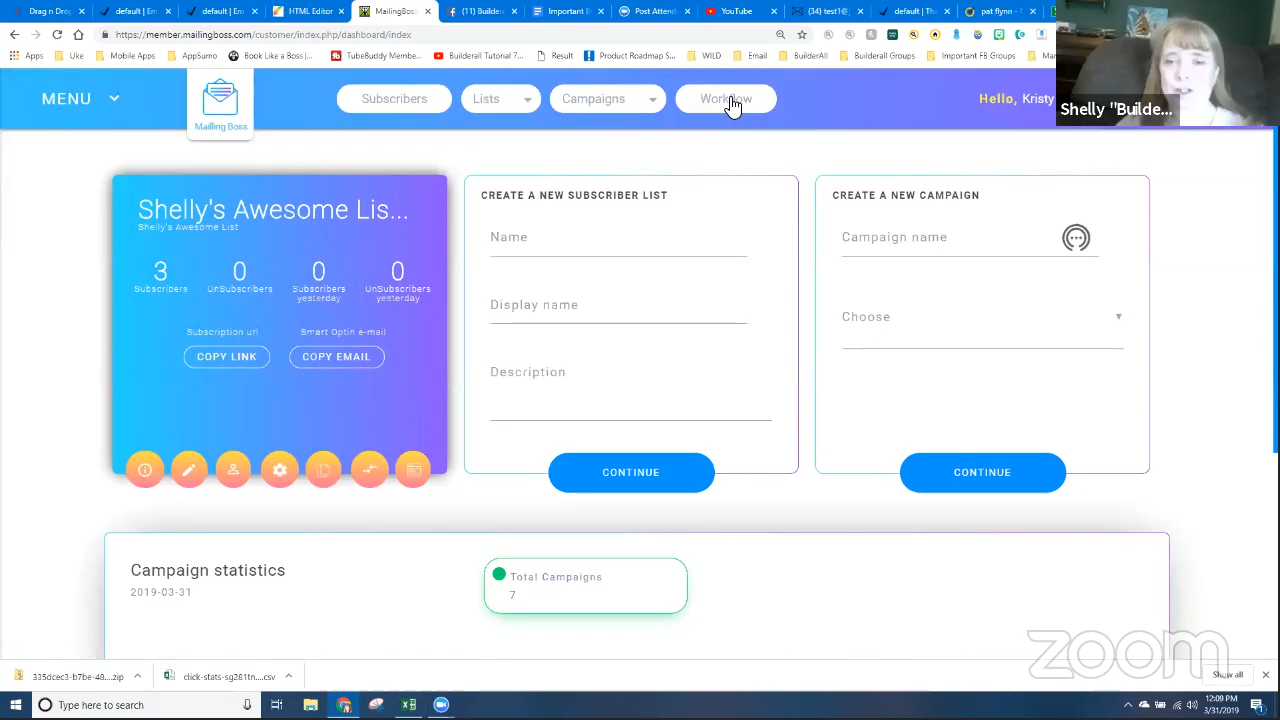 Drag n Drop
default | Em
default | Em
HTML Editor
MailingBoss
(1) Builder
Important E
Post Attend
YouTube
(34) test1@
default | Tha
pat flynn -
https://member.mailingboss.com/customer/index.php/dashboard/index
Apps
Uke
Mobile Apps
AppSumo
Book Like a Boss |...
TubeBuddy Membe...
Builderall Tutorial 7...
Result
Product Roadmap S...
WILD
Email
BuilderAll
Builderall Groups
Important FB Groups
MENU
Mailling Boss
Subscribers
Lists
Campaigns
Workflow
Hello, Kristy
Shelly "Builde...
Shelly's Awesome Lis...
Shelly's Awesome List
3
0
0
0
Subscribers
UnSubscribers
Subscribers
yesterday
UnSubscribers
yesterday
Subscription url
Smart Optin e-mail
COPY LINK
COPY EMAIL
CREATE A NEW SUBSCRIBER LIST
Name
Display name
Description
CONTINUE
CREATE A NEW CAMPAIGN
Campaign name
Choose
CONTINUE
Campaign statistics
2019-03-31
Total Campaigns
7
zoom
335dcec3-b7be-48....zip
click-stats-sg281tn....csv
Show all
Type here to search
12:09 PM
3/31/2019